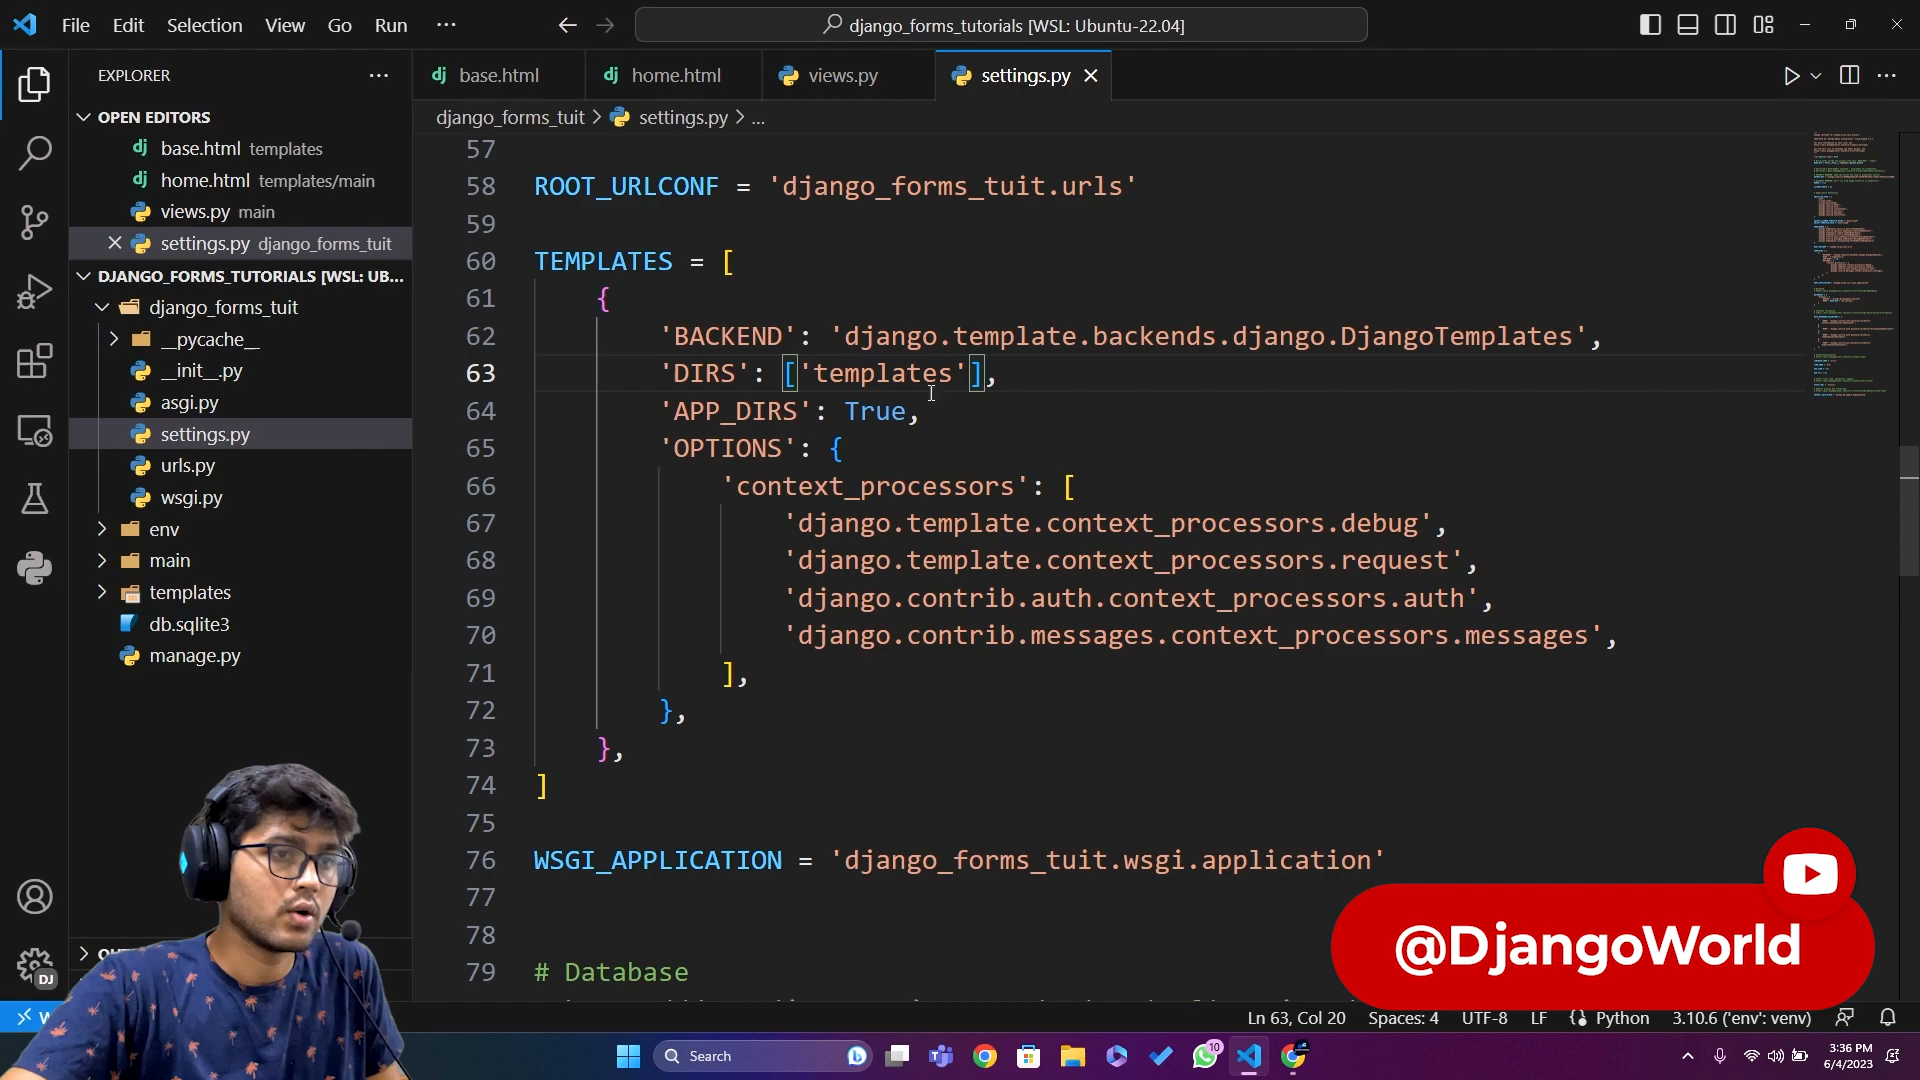 File Edit Selection View Go Run ···
django_forms_tutorials [WSL: Ubuntu-22.04]
EXPLORER
OPEN EDITORS
base.html templates
home.html templates/main
views.py main
settings.py django_forms_tuit
DJANGO_FORMS_TUTORIALS [WSL: UB...
django_forms_tuit
__pycache__
__init__.py
asgi.py
settings.py
urls.py
wsgi.py
env
main
templates
db.sqlite3
manage.py
base.html home.html views.py settings.py
django_forms_tuit > settings.py > ...
57
58 ROOT_URLCONF = 'django_forms_tuit.urls'
59
60 TEMPLATES = [
61 {
62 'BACKEND': 'django.template.backends.django.DjangoTemplates',
63 'DIRS': ['templates'],
64 'APP_DIRS': True,
65 'OPTIONS': {
66 'context_processors': [
67 'django.template.context_processors.debug',
68 'django.template.context_processors.request',
69 'django.contrib.auth.context_processors.auth',
70 'django.contrib.messages.context_processors.messages',
71 ],
72 },
73 },
74 ]
75
76 WSGI_APPLICATION = 'django_forms_tuit.wsgi.application'
77
78
79 # Database
@DjangoWorld
DJ
Ln 63, Col 20 Spaces: 4 UTF-8 LF Python 3.10.6 ('env': venv)
Search
10
3:36 PM
6/4/2023